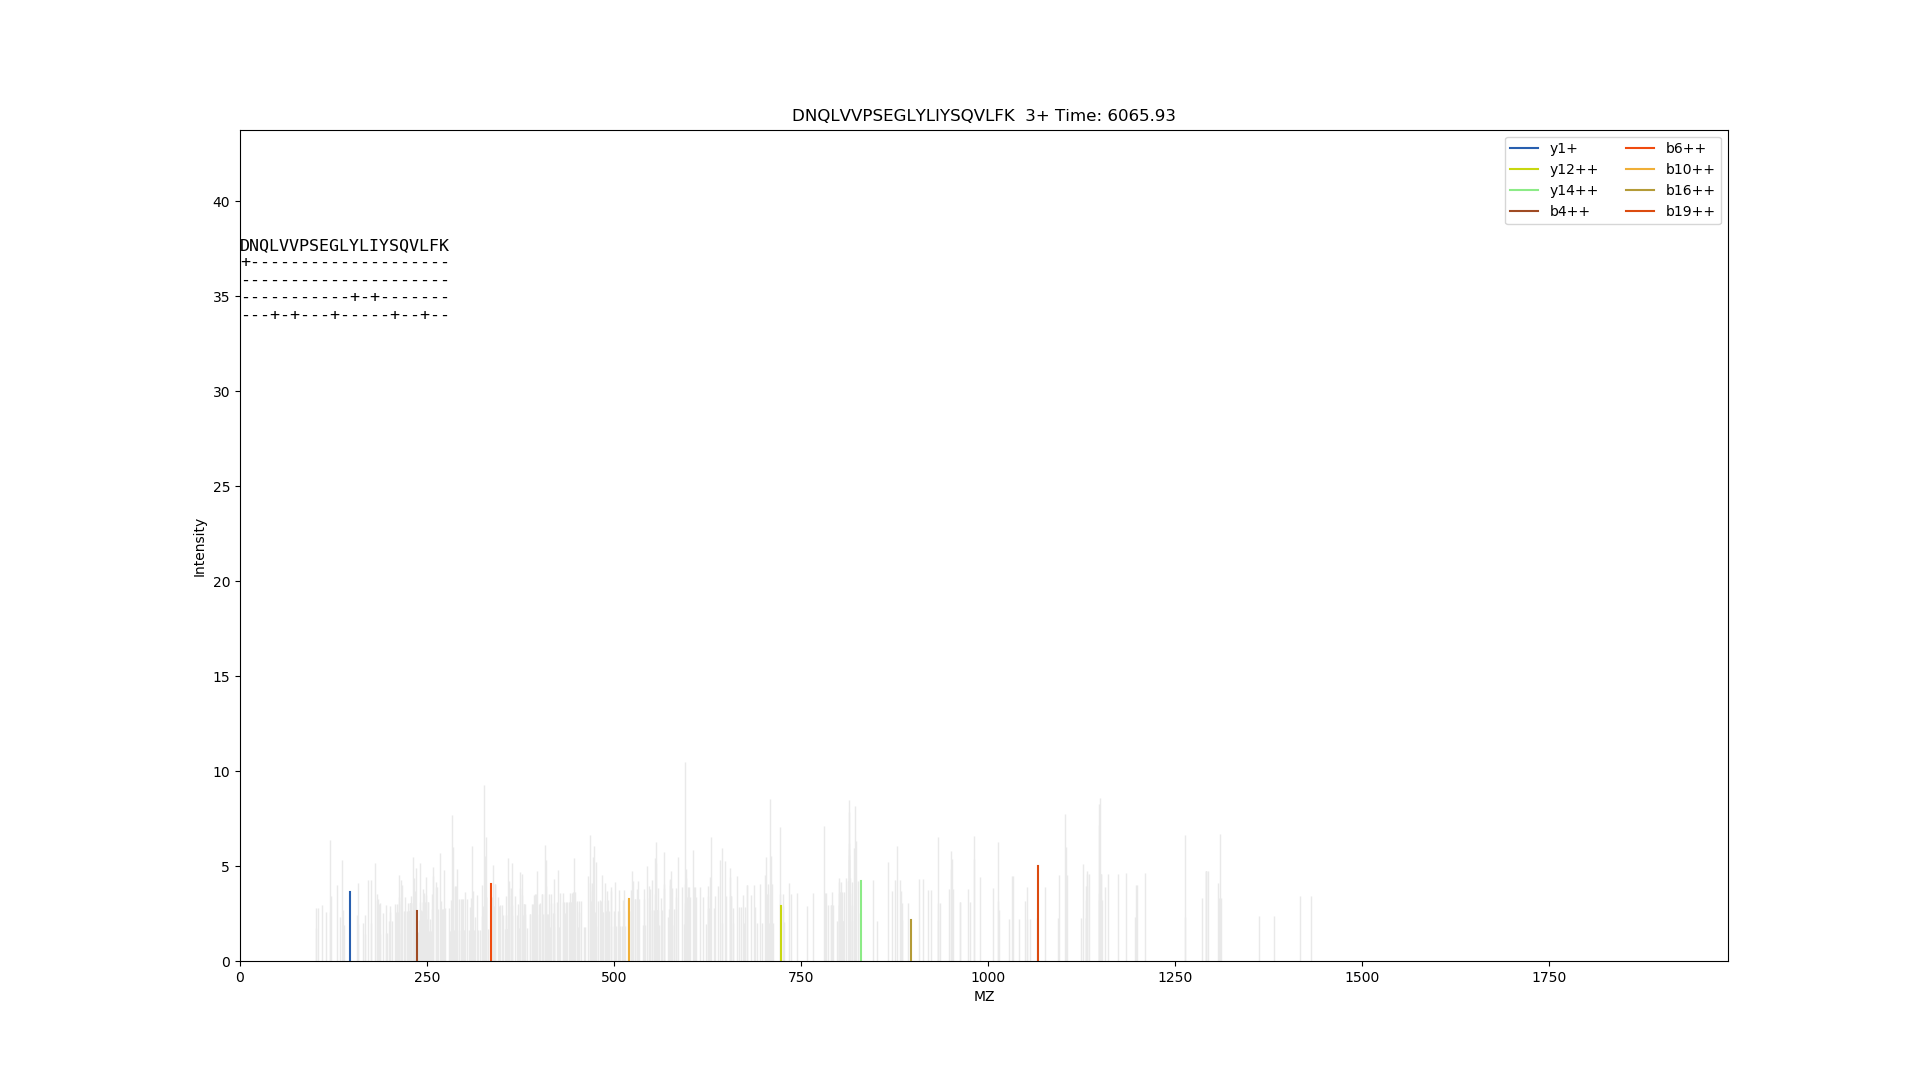 DNQLVVPSEGLYLIYSQVLFK  3+ Time: 6065.93
y1+
y12++
y14++
b4++
b6++
b10++
b16++
b19++
DNQLVVPSEGLYLIYSQVLFK
+--------------------
---------------------
-----------+-+-------
---+-+---+-----+--+--
40
35
30
25
20
15
10
5
0
Intensity
0 250 500 750 1000 1250 1500 1750
MZ